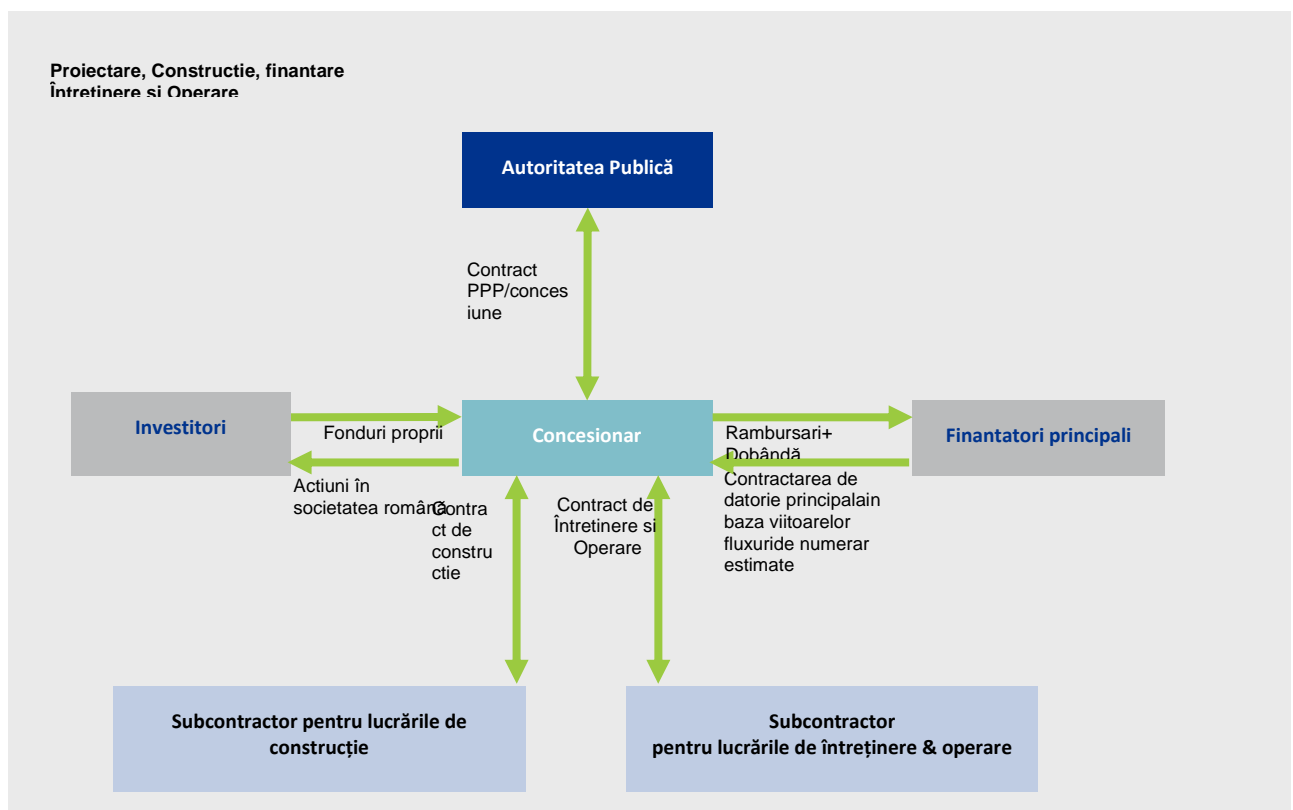 Proiectare, Constructie, finantare
Întretinere si Operare
Autoritatea Publică
Contract
PPP/conces
iune
Investitori
Fonduri proprii
Concesionar
Rambursari+
Dobândă
Finantatori principali
Actiuni în
societatea română
Contra
ct de
constru
ctie
Contract de
Întretinere si
Operare
Contractarea de
datorie principalain
baza viitoarelor
fluxuride numerar
estimate
Subcontractor pentru lucrările de
construcție
Subcontractor
pentru lucrările de întreținere & operare